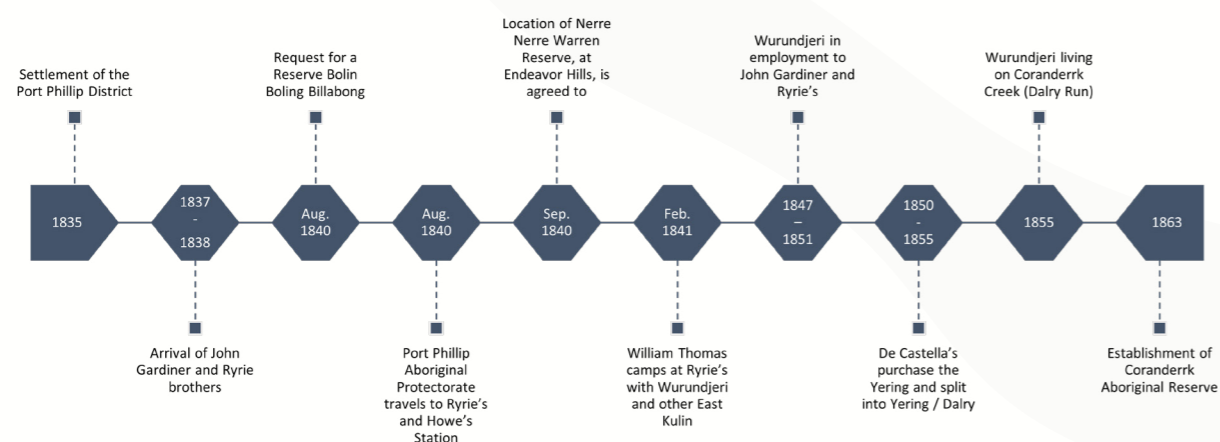 Settlement of the
Port Phillip District
1835
1837
-
1838
Arrival of John
Gardiner and Ryrie
brothers
Request for a
Reserve Bolin
Boling Billabong
Aug.
1840
Aug.
1840
Port Phillip
Aboriginal
Protectorate
travels to Ryrie's
and Howe's
Station
Location of Nerre
Nerre Warren
Reserve, at
Endeavor Hills, is
agreed to
Sep.
1840
Feb.
1841
William Thomas
camps at Ryrie's
with Wurundjeri
and other East
Kulin
Wurundjeri in
employment to
John Gardiner and
Ryrie's
1847
–
1851
1850
-
1855
De Castella's
purchase the
Yering and split
into Yering / Dalry
Wurundjeri living
on Coranderrk
Creek (Dalry Run)
1855
1863
Establishment of
Coranderrk
Aboriginal Reserve